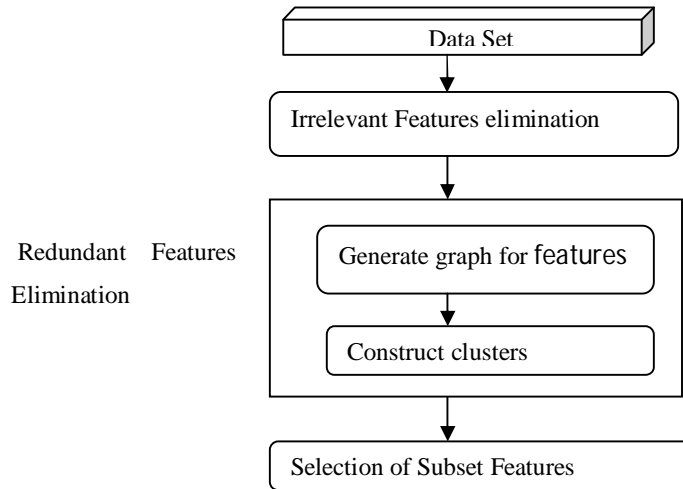 Data Set
Irrelevant Features elimination
Redundant Features
Elimination
Generate graph for features
Construct clusters
Selection of Subset Features